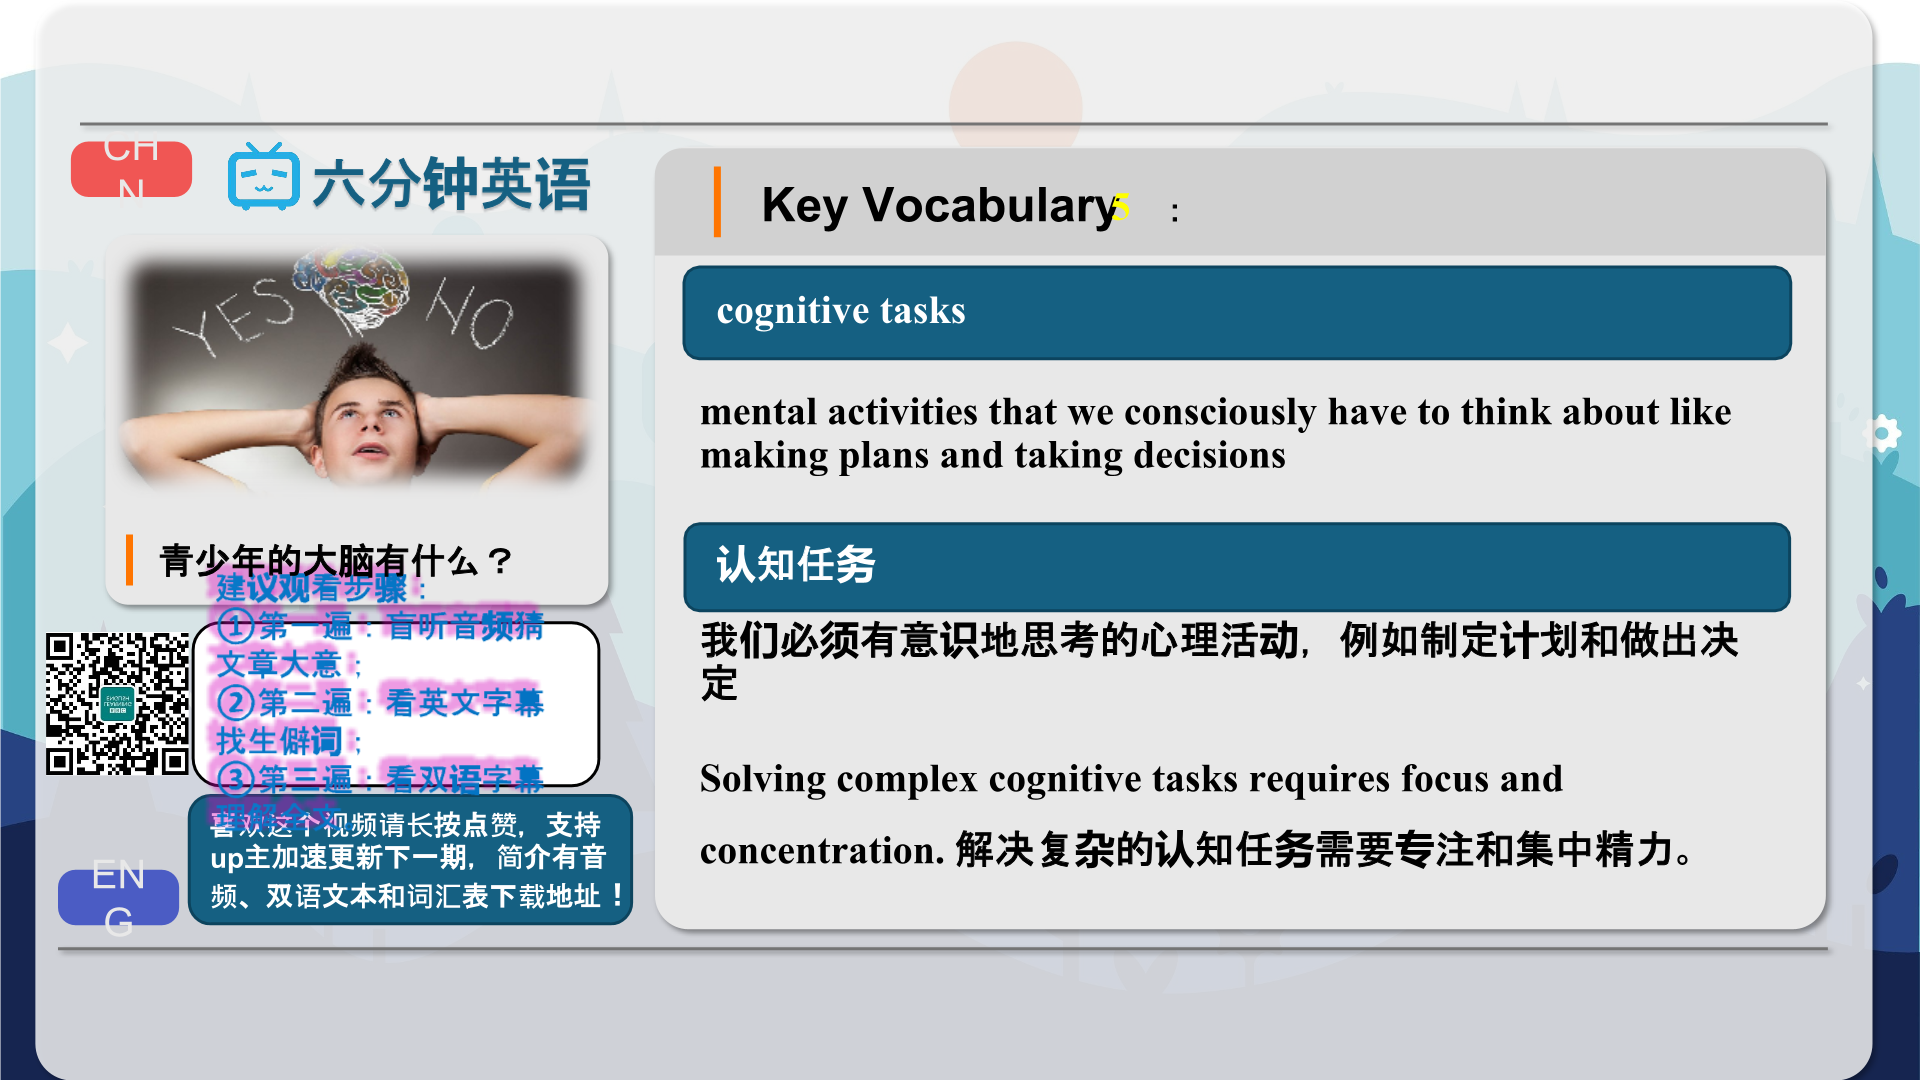 CH
N
六分钟英语
YES
NO
青少年的大脑有什么？
建议观看步骤：
①第一遍：盲听音频猜
文章大意；
②第二遍：看英文字幕
找生僻词；
③第三遍：看双语字幕
理解全文
喜欢这个视频请长按点赞，支持
up主加速更新下一期，简介有音
频、双语文本和词汇表下载地址！
EN
G
Key Vocabulary5 ：
cognitive tasks
mental activities that we consciously have to think about like
making plans and taking decisions
认知任务
我们必须有意识地思考的心理活动，例如制定计划和做出决
定
Solving complex cognitive tasks requires focus and
concentration. 解决复杂的认知任务需要专注和集中精力。